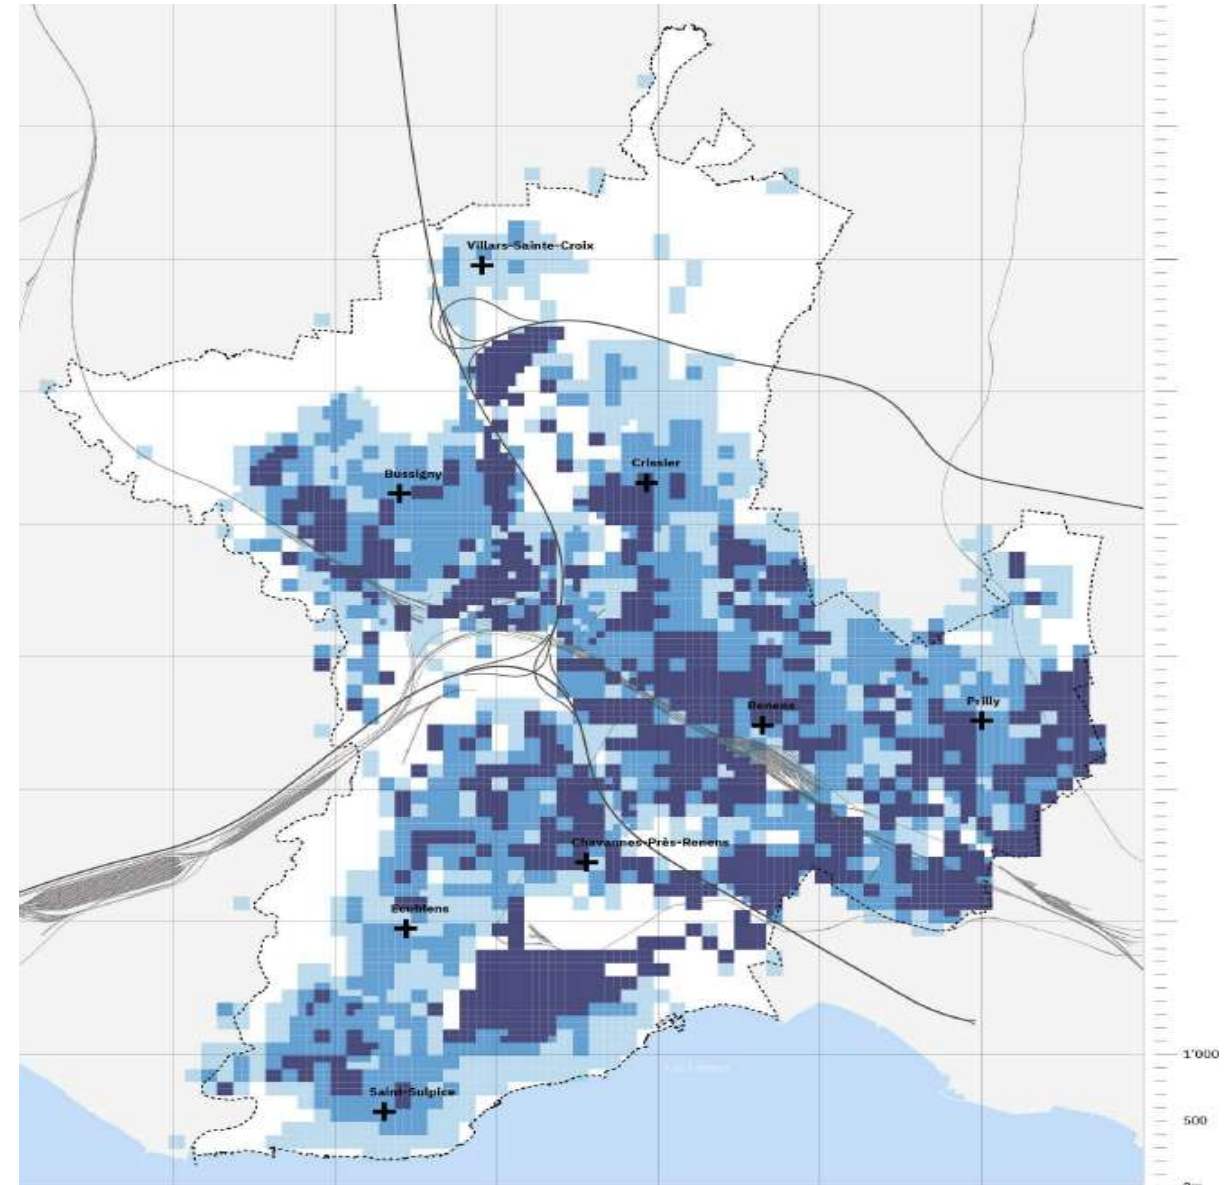 Villars-Sainte-Croix
Bussigny
Crissier
Renens
Prilly
Chavannes-Près-Renens
Ecublens
1'000
Saint-Sulpice
500